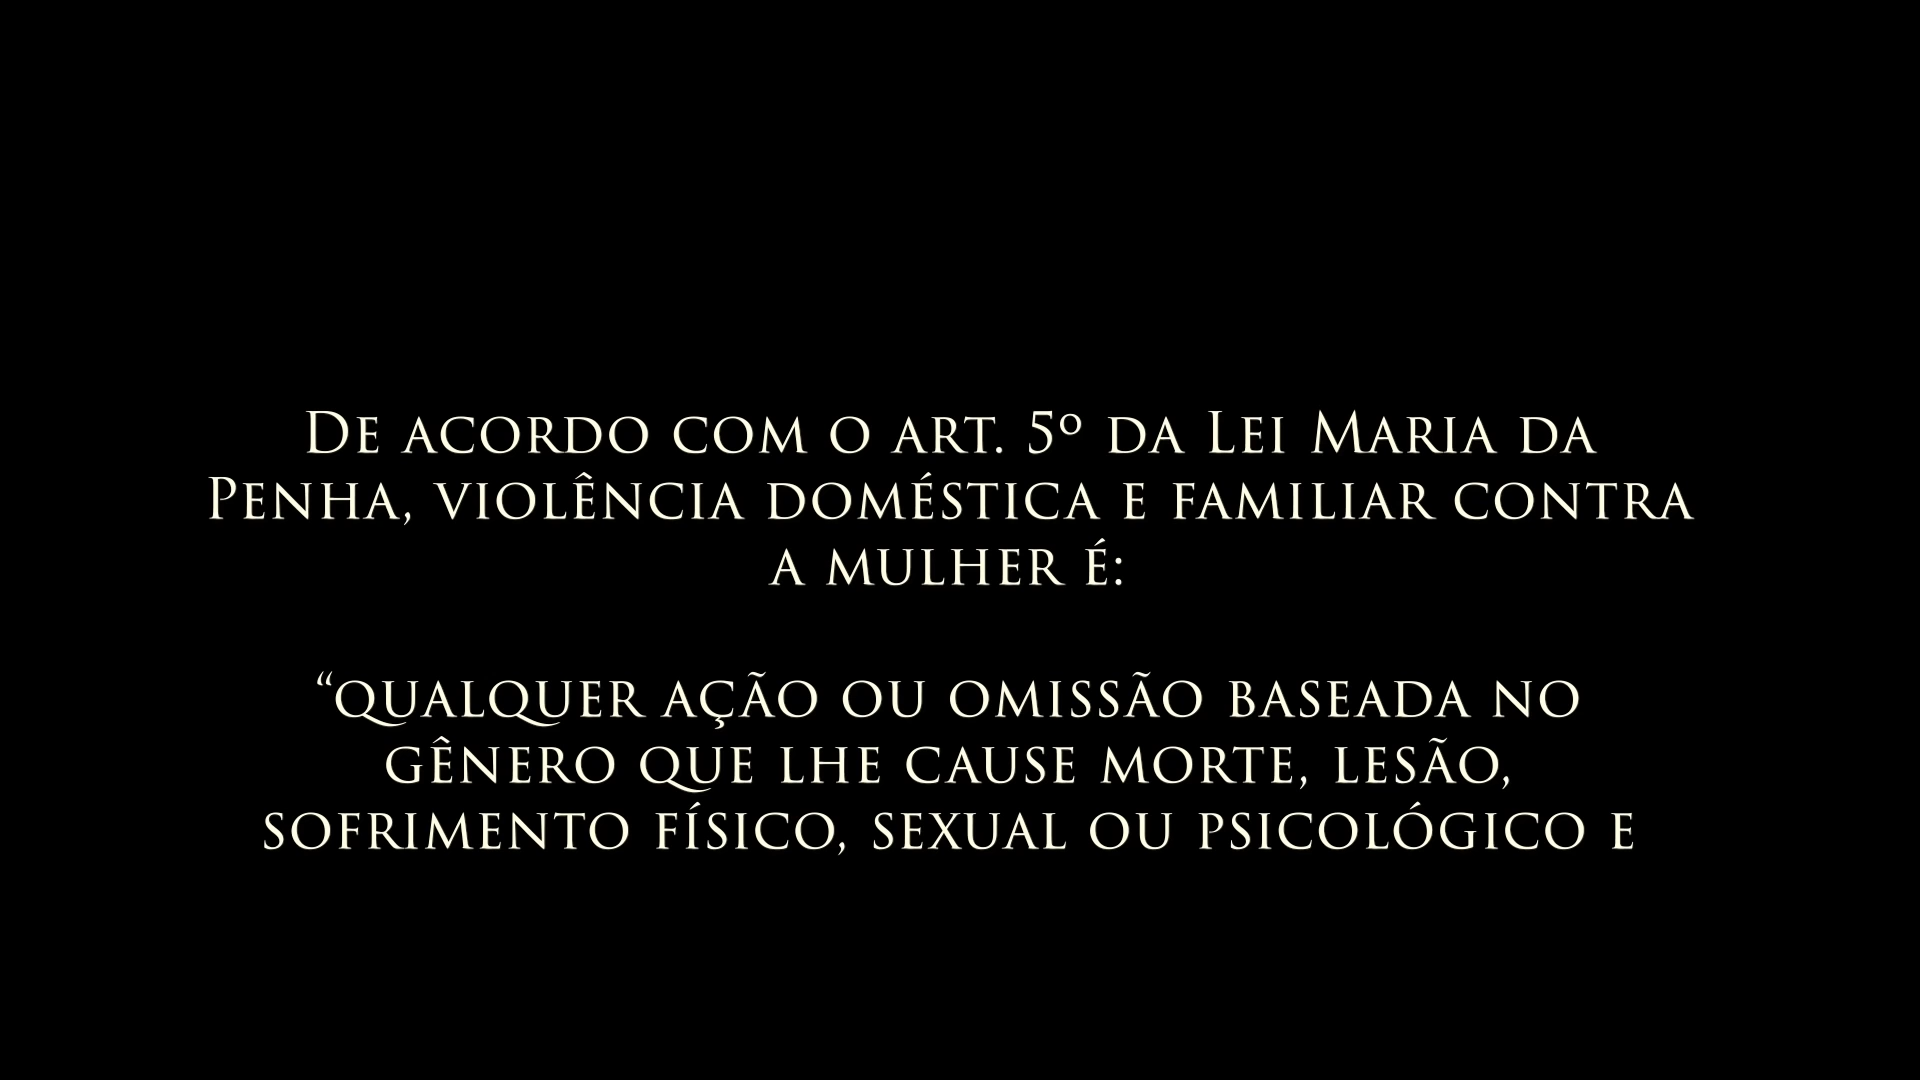 De acordo com o art. 5º da Lei Maria da
Penha, violência doméstica e familiar contra
a mulher é:
“qualquer ação ou omissão baseada no
gênero que lhe cause morte, lesão,
sofrimento físico, sexual ou psicológico e